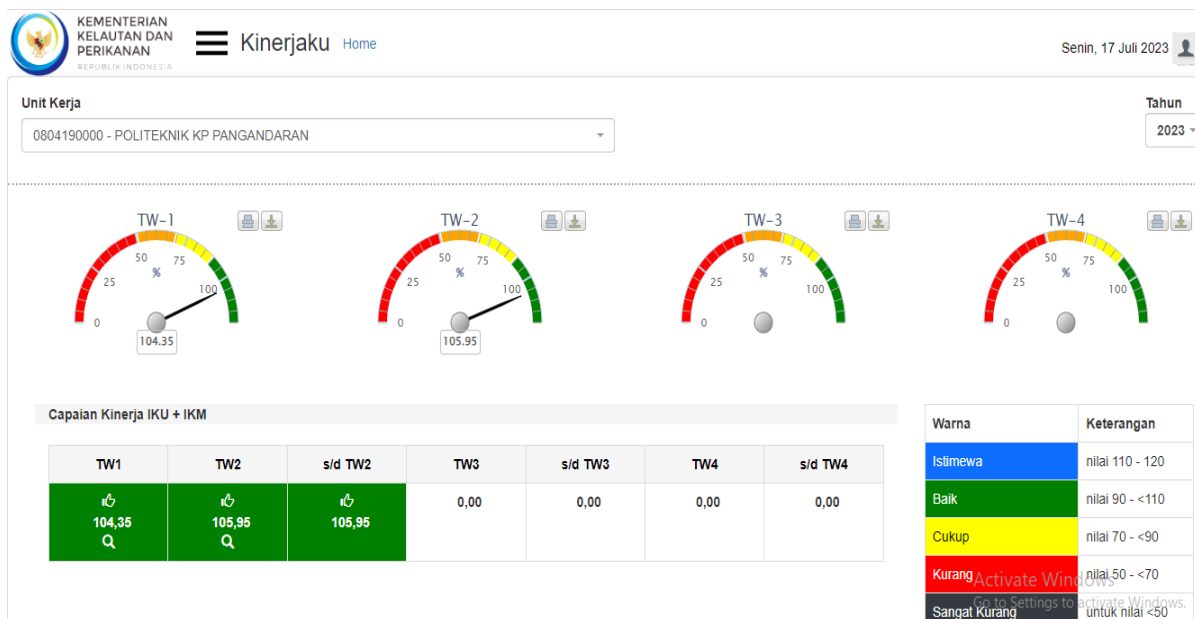 KEMENTERIAN
KELAUTAN DAN
PERIKANAN
REPUBLIK INDONESIA
Kinerjaku Home
Senin, 17 Juli 2023
Unit Kerja
Tahun
0804190000 - POLITEKNIK KP PANGANDARAN
2023
TW-1
0 25 50 75 100
%
104.35
TW-2
0 25 50 75 100
%
105.95
TW-3
0 25 50 75 100
%
TW-4
0 25 50 75 100
%
Capaian Kinerja IKU + IKM
TW1 TW2 s/d TW2 TW3 s/d TW3 TW4 s/d TW4
104,35 105,95 105,95 0,00 0,00 0,00 0,00
Warna Keterangan
Istimewa nilai 110 - 120
Baik nilai 90 - <110
Cukup nilai 70 - <90
Kurang nilai 50 - <70
Sangat Kurang untuk nilai <50
Activate Windows
Go to Settings to activate Windows.